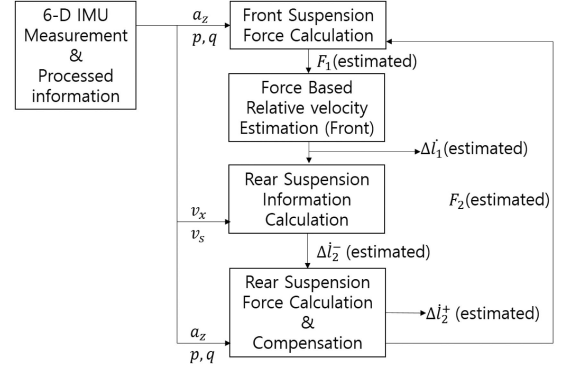 6-D IMU
Measurement
&
Processed
information
a_z
p, q
Front Suspension
Force Calculation
F_1(estimated)
Force Based
Relative velocity
Estimation (Front)
Δl̇_1(estimated)
Rear Suspension
Information
Calculation
v_x
v_s
F_2(estimated)
Δl̇_2^- (estimated)
Rear Suspension
Force Calculation
&
Compensation
Δl̇_2^+ (estimated)
a_z
p, q